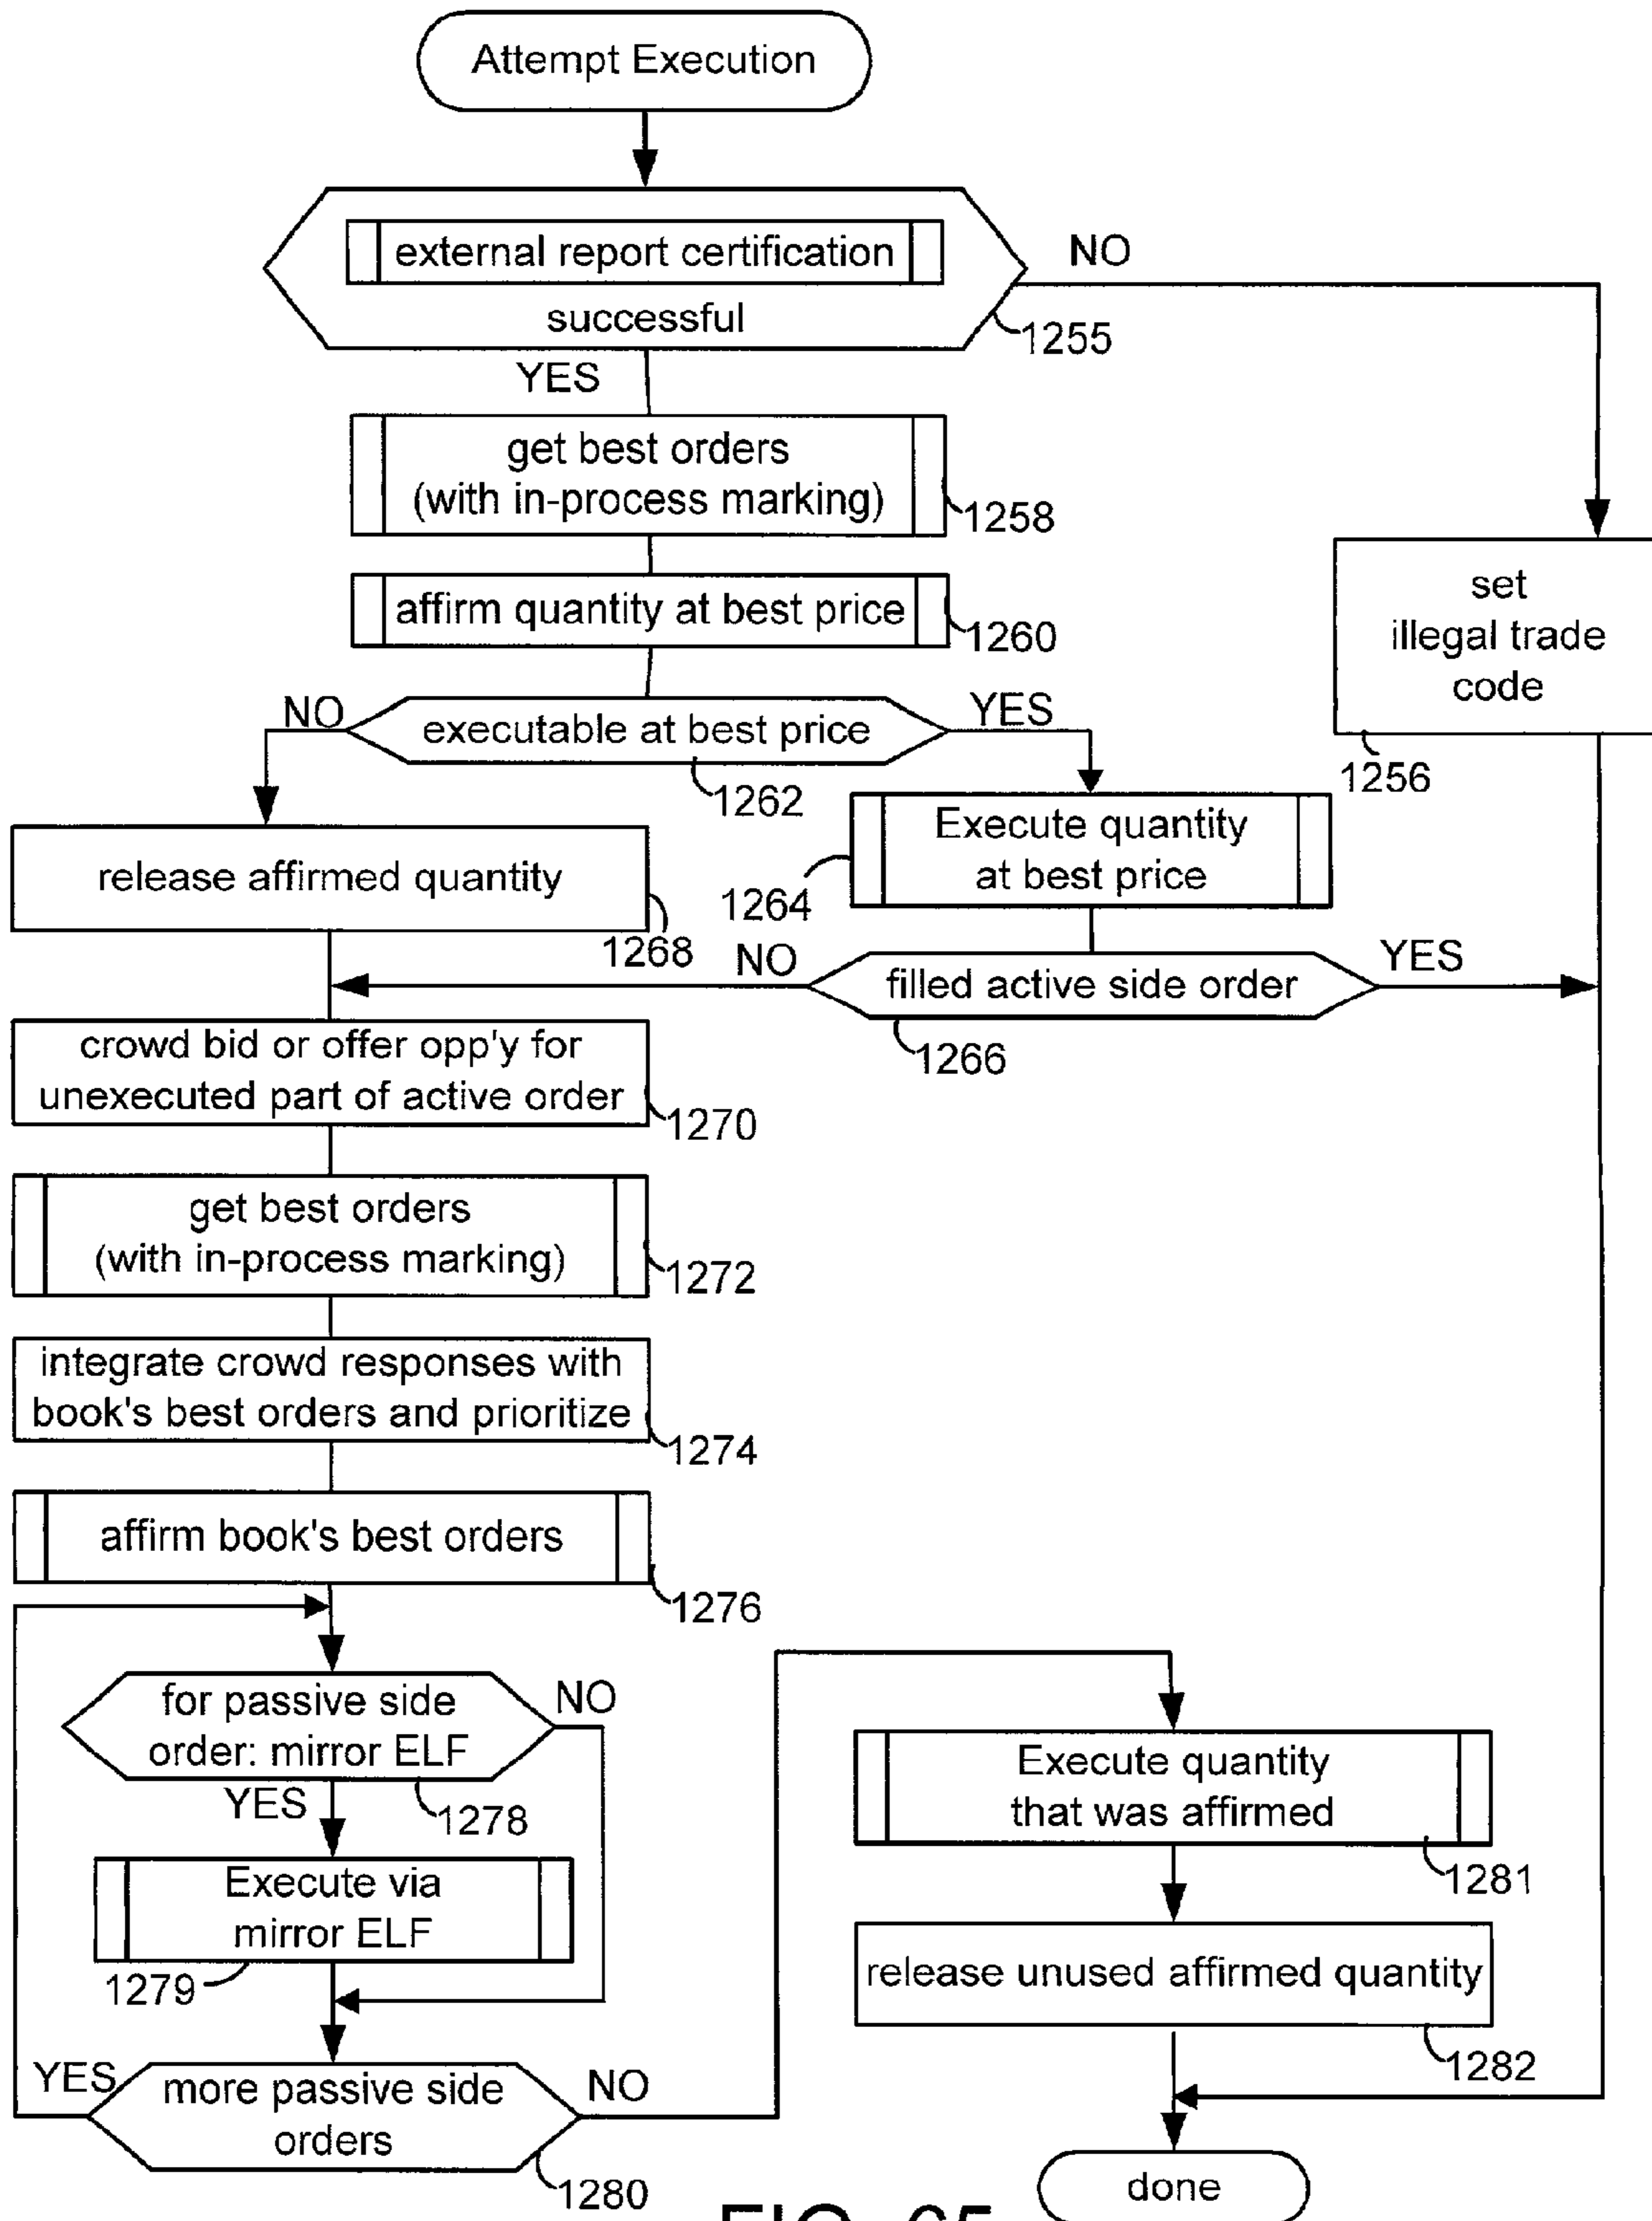 Attempt Execution
external report certification
successful
NO
1255
YES
get best orders
(with in-process marking)
1258
set
illegal trade
code
1256
affirm quantity at best price
1260
NO
executable at best price
YES
1262
Execute quantity
at best price
1264
release affirmed quantity
1268
NO
filled active side order
YES
1266
crowd bid or offer opp'y for
unexecuted part of active order
1270
get best orders
(with in-process marking)
1272
integrate crowd responses with
book's best orders and prioritize
1274
affirm book's best orders
1276
for passive side
order: mirror ELF
NO
YES
1278
Execute via
mirror ELF
1279
YES
more passive side
orders
NO
1280
Execute quantity
that was affirmed
1281
release unused affirmed quantity
1282
done
FIG. 65